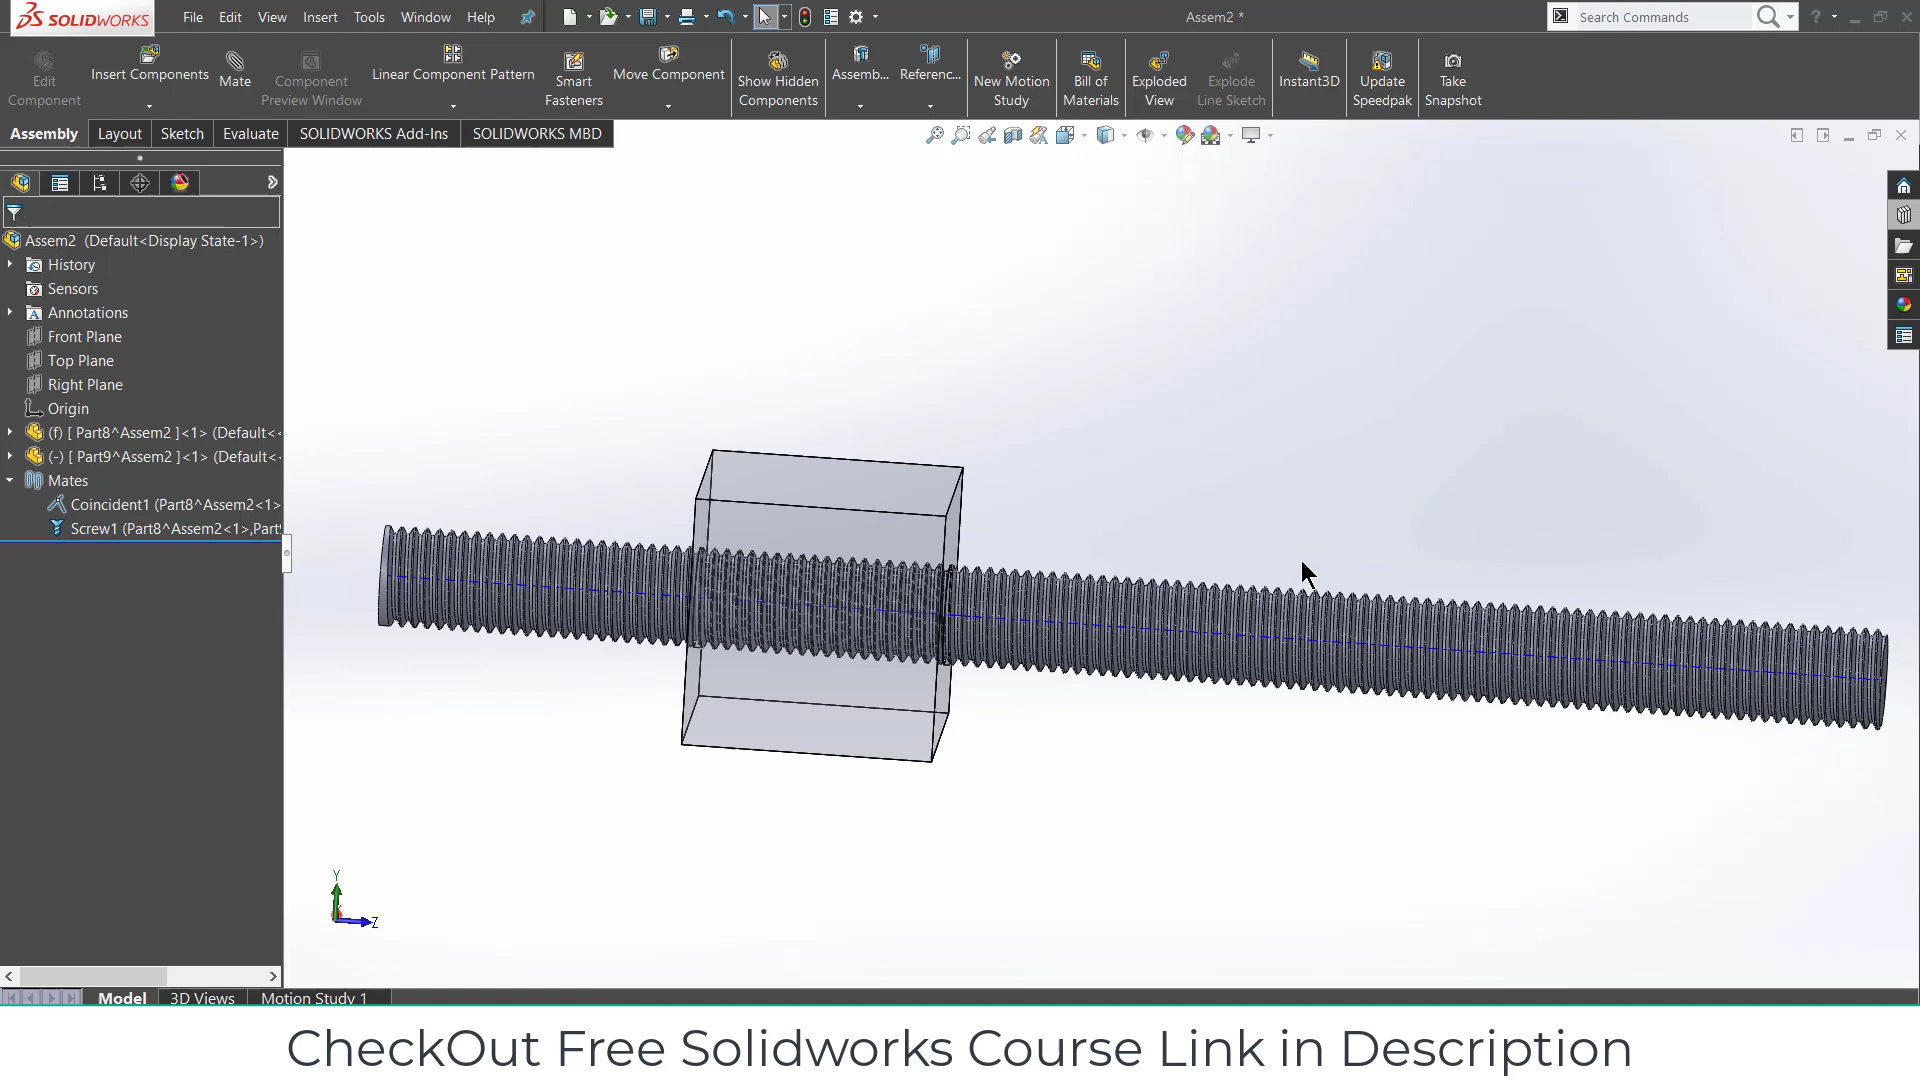 SOLIDWORKS
File Edit View Insert Tools Window Help
Assem2 *
Search Commands
Edit Component
Insert Components
Mate
Component Preview Window
Linear Component Pattern
Smart Fasteners
Move Component
Show Hidden Components
Assemb...
Referenc...
New Motion Study
Bill of Materials
Exploded View
Explode Line Sketch
Instant3D
Update Speedpak
Take Snapshot
Assembly Layout Sketch Evaluate SOLIDWORKS Add-Ins SOLIDWORKS MBD
Assem2 (Default<Display State-1>)
History
Sensors
Annotations
Front Plane
Top Plane
Right Plane
Origin
(f) [ Part8^Assem2 ]<1> (Default<
(-) [ Part9^Assem2 ]<1> (Default<
Mates
Coincident1 (Part8^Assem2<1>
Screw1 (Part8^Assem2<1>,Part
Y
Z
Model 3D Views Motion Study 1
CheckOut Free Solidworks Course Link in Description